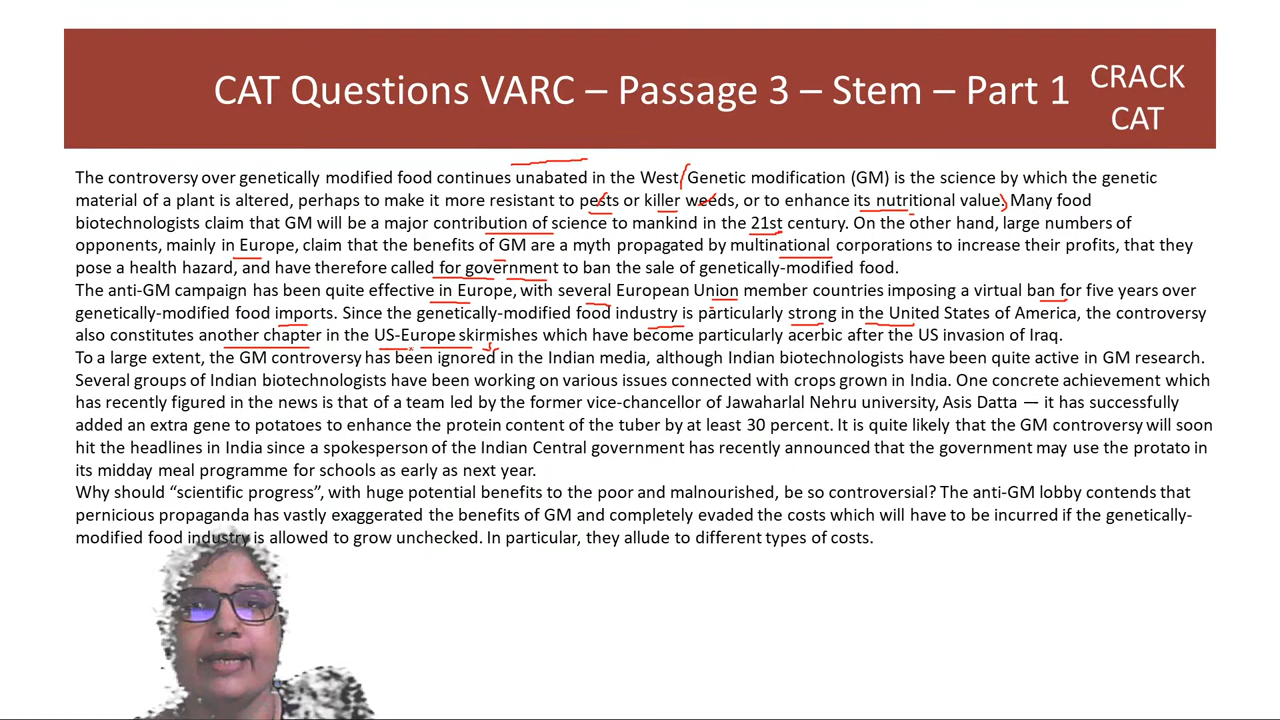 CAT Questions VARC – Passage 3 – Stem – Part 1
CRACK
CAT
The controversy over genetically modified food continues unabated in the West. Genetic modification (GM) is the science by which the genetic
material of a plant is altered, perhaps to make it more resistant to pests or killer weeds, or to enhance its nutritional value. Many food
biotechnologists claim that GM will be a major contribution of science to mankind in the 21st century. On the other hand, large numbers of
opponents, mainly in Europe, claim that the benefits of GM are a myth propagated by multinational corporations to increase their profits, that they
pose a health hazard, and have therefore called for government to ban the sale of genetically-modified food.
The anti-GM campaign has been quite effective in Europe, with several European Union member countries imposing a virtual ban for five years over
genetically-modified food imports. Since the genetically-modified food industry is particularly strong in the United States of America, the controversy
also constitutes another chapter in the US-Europe skirmishes which have become particularly acerbic after the US invasion of Iraq.
To a large extent, the GM controversy has been ignored in the Indian media, although Indian biotechnologists have been quite active in GM research.
Several groups of Indian biotechnologists have been working on various issues connected with crops grown in India. One concrete achievement which
has recently figured in the news is that of a team led by the former vice-chancellor of Jawaharlal Nehru university, Asis Datta — it has successfully
added an extra gene to potatoes to enhance the protein content of the tuber by at least 30 percent. It is quite likely that the GM controversy will soon
hit the headlines in India since a spokesperson of the Indian Central government has recently announced that the government may use the protato in
its midday meal programme for schools as early as next year.
Why should “scientific progress”, with huge potential benefits to the poor and malnourished, be so controversial? The anti-GM lobby contends that
pernicious propaganda has vastly exaggerated the benefits of GM and completely evaded the costs which will have to be incurred if the genetically-
modified food industry is allowed to grow unchecked. In particular, they allude to different types of costs.